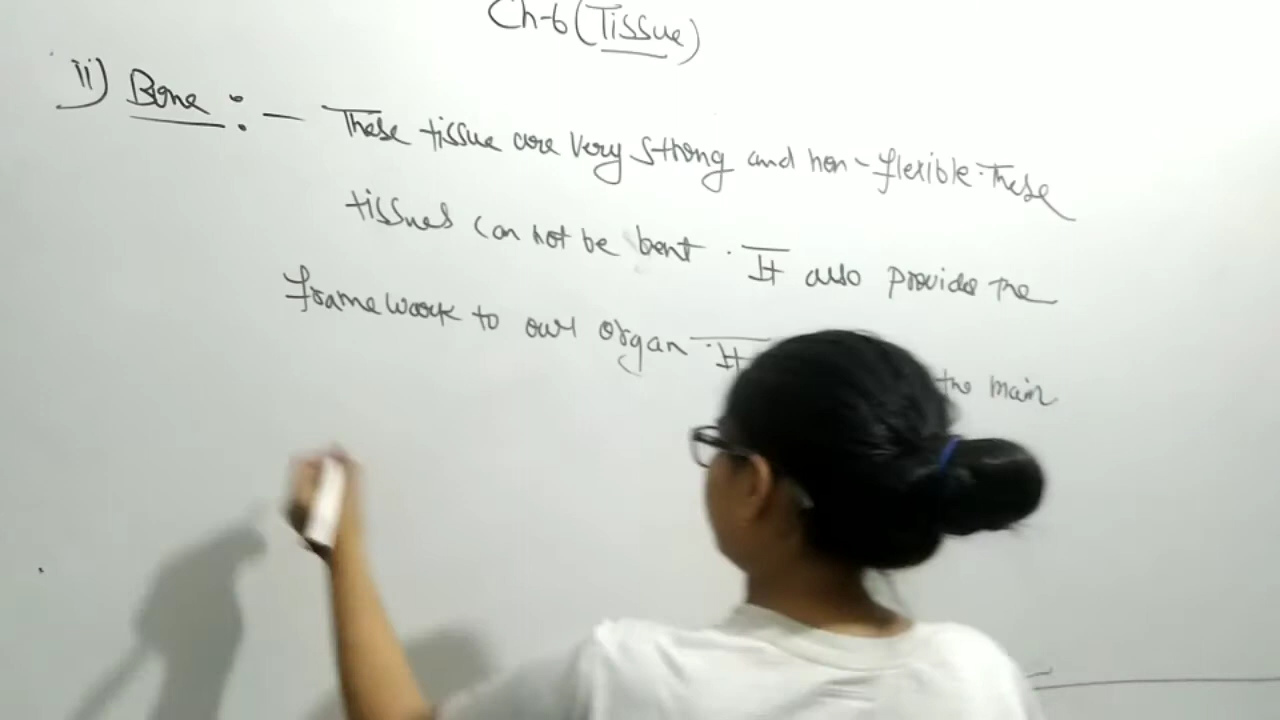 Ch-6 (Tissue)
ii) Bone :- These tissue are very strong and non-flexible. These
tissues can not be bent. It also provide the
framework to our organ. It the main